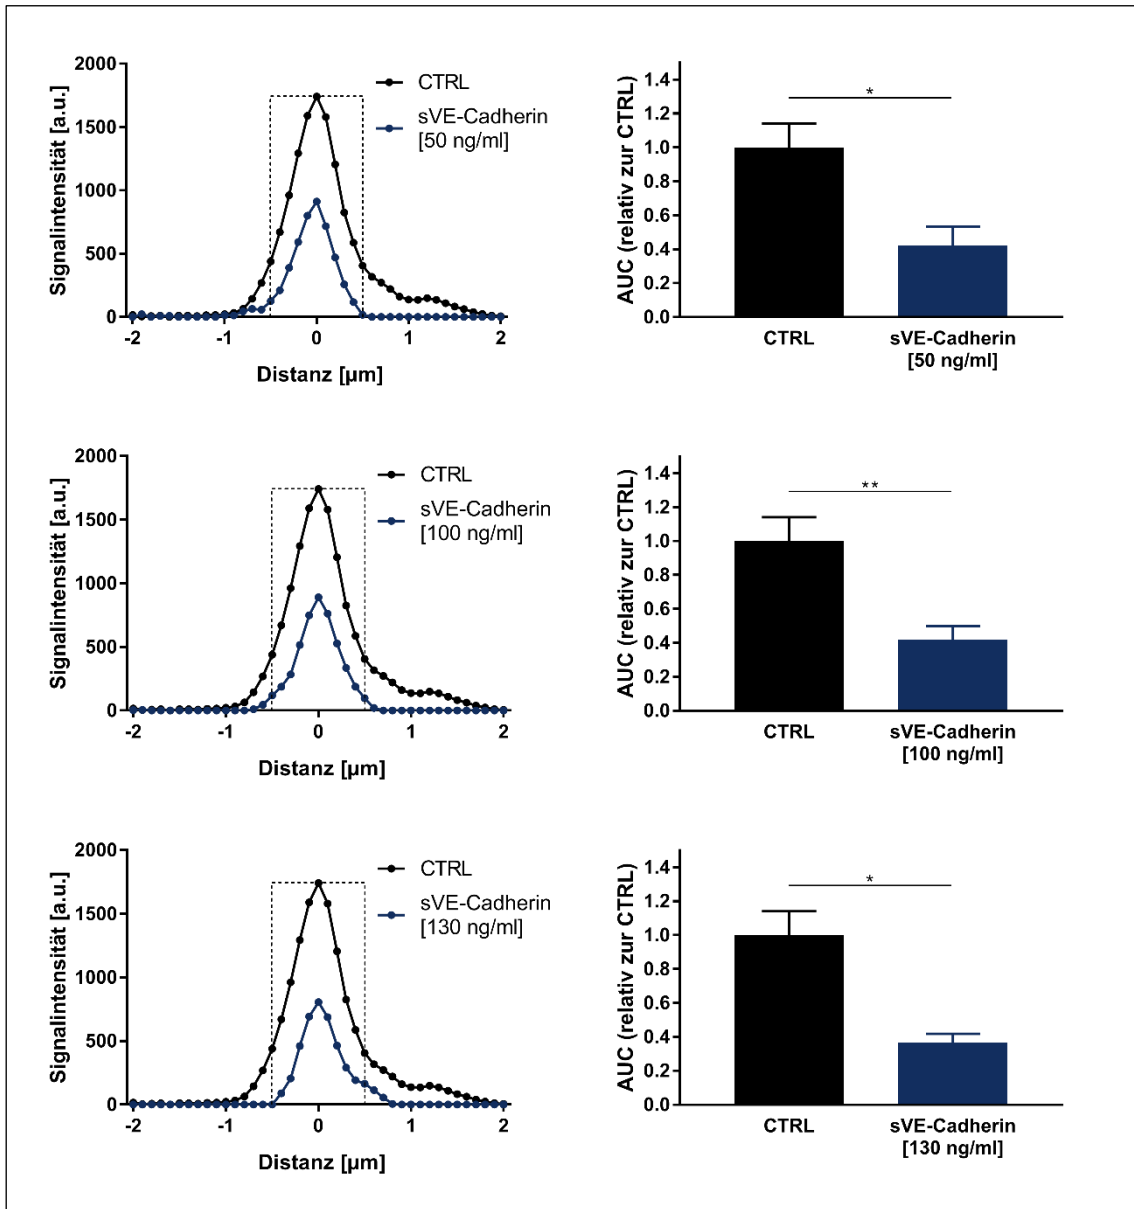 2000
1500
1000
500
0
Signalintensität [a.u.]
-2 -1 0 1 2
Distanz [µm]
CTRL
sVE-Cadherin
[50 ng/ml]
1.4
1.2
1.0
0.8
0.6
0.4
0.2
0.0
AUC (relativ zur CTRL)
*
CTRL sVE-Cadherin
[50 ng/ml]
2000
1500
1000
500
0
Signalintensität [a.u.]
-2 -1 0 1 2
Distanz [µm]
CTRL
sVE-Cadherin
[100 ng/ml]
1.4
1.2
1.0
0.8
0.6
0.4
0.2
0.0
AUC (relativ zur CTRL)
**
CTRL sVE-Cadherin
[100 ng/ml]
2000
1500
1000
500
0
Signalintensität [a.u.]
-2 -1 0 1 2
Distanz [µm]
CTRL
sVE-Cadherin
[130 ng/ml]
1.4
1.2
1.0
0.8
0.6
0.4
0.2
0.0
AUC (relativ zur CTRL)
*
CTRL sVE-Cadherin
[130 ng/ml]